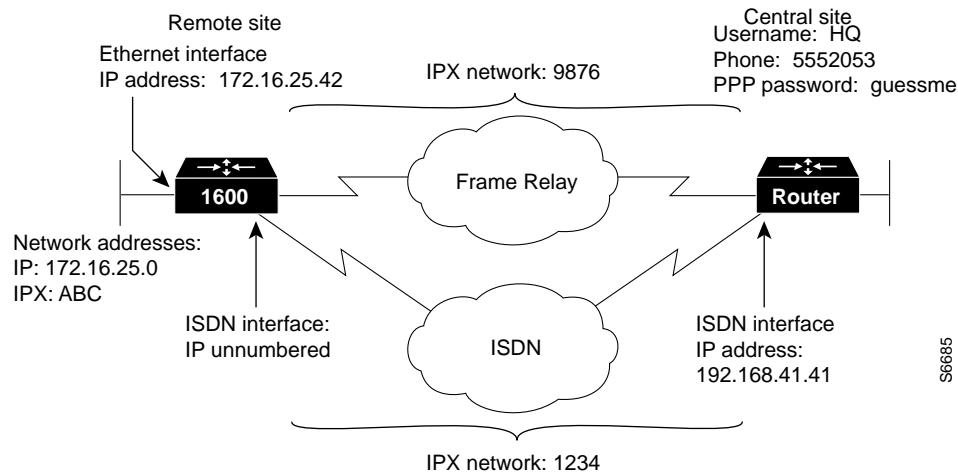 Remote site
Ethernet interface
IP address: 172.16.25.42
IPX network: 9876
Central site
Username: HQ
Phone: 5552053
PPP password: guessme
1600
Frame Relay
Router
Network addresses:
IP: 172.16.25.0
IPX: ABC
ISDN interface:
IP unnumbered
ISDN
ISDN interface
IP address:
192.168.41.41
S6685
IPX network: 1234